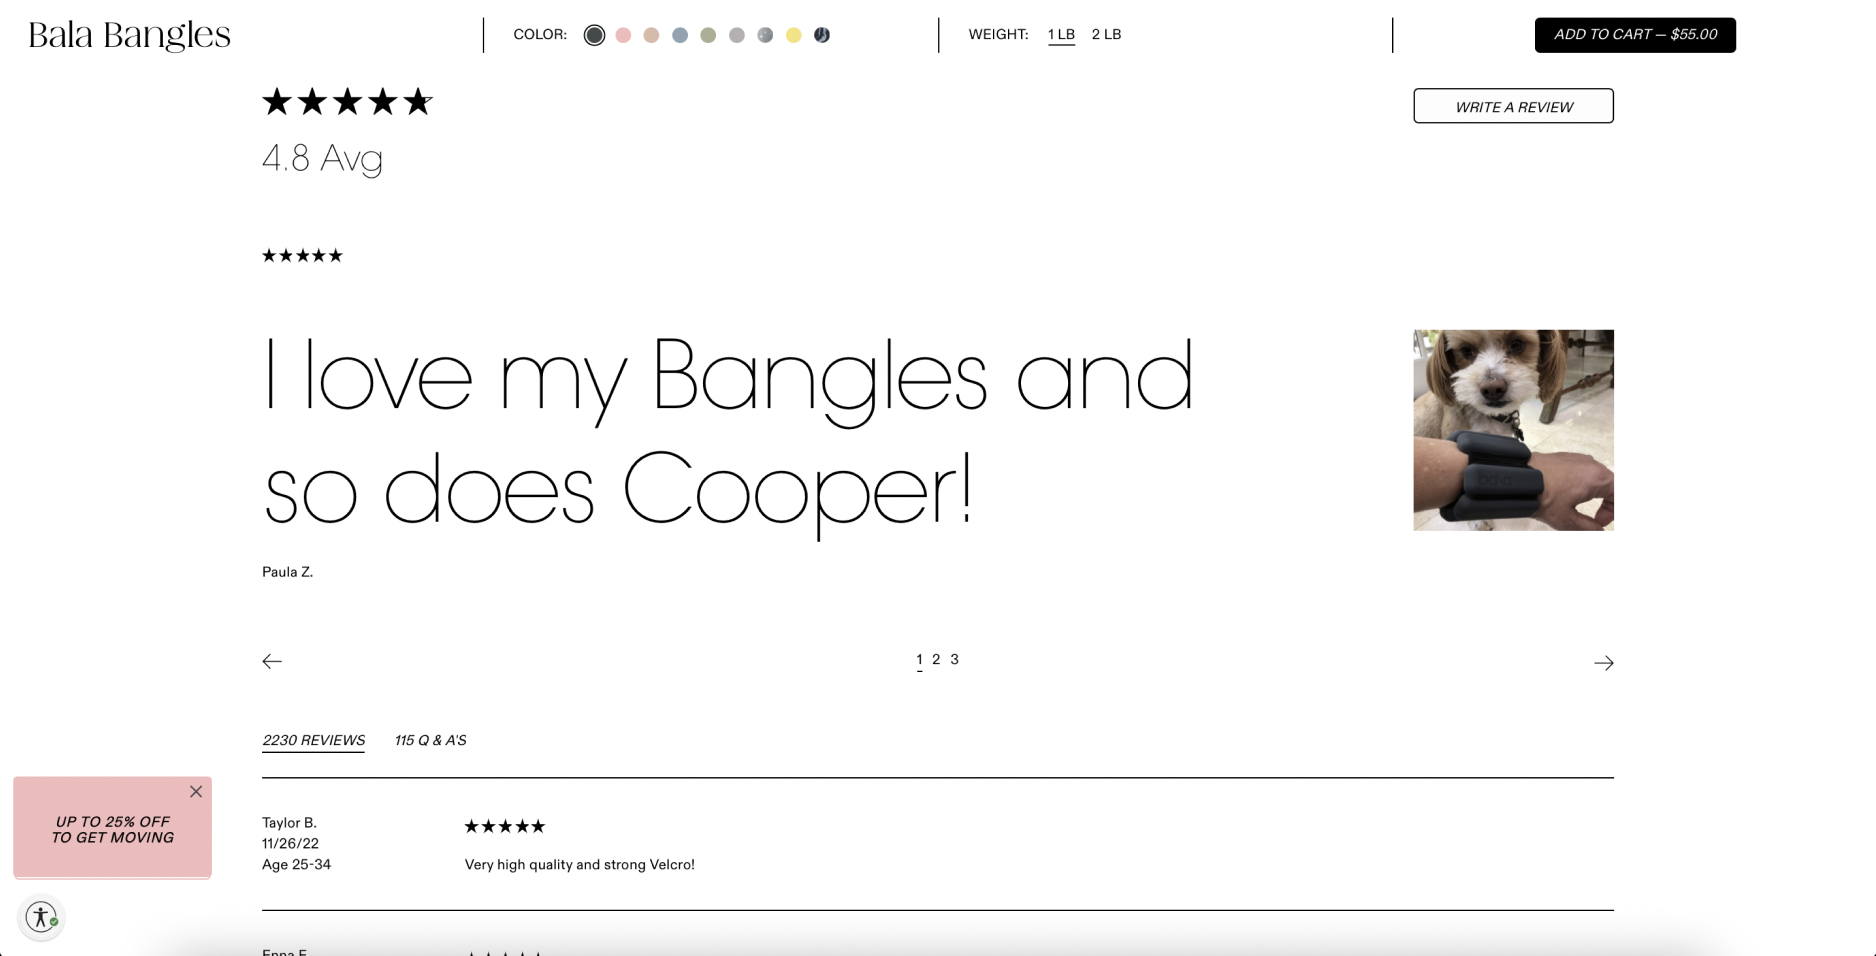 Bala Bangles
COLOR:
WEIGHT: 1 LB 2 LB
ADD TO CART — $55.00
WRITE A REVIEW
4.8 Avg
I love my Bangles and
so does Cooper!
Paula Z.
1 2 3
2230 REVIEWS 115 Q & A'S
UP TO 25% OFF
TO GET MOVING
Taylor B.
11/26/22
Age 25-34
Very high quality and strong Velcro!